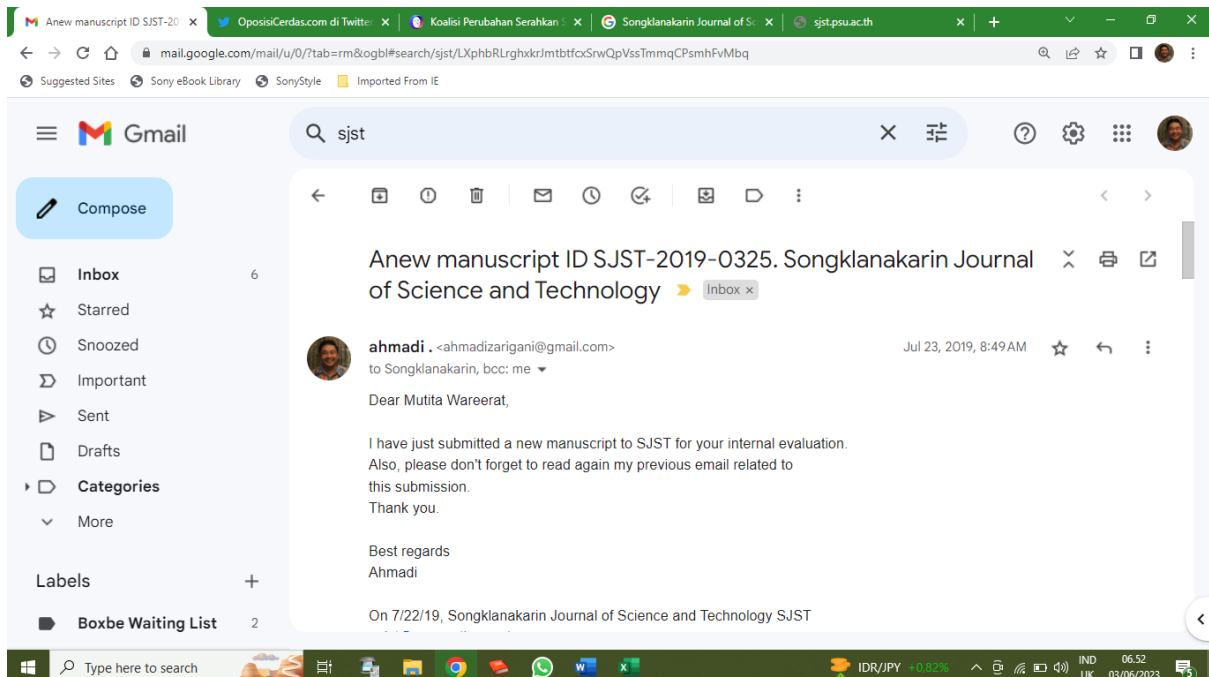 Anew manuscript ID SJST-20
OposisiCerdas.com di Twitter
Koalisi Perubahan Serahkan S
Songklanakarin Journal of Sc
sjst.psu.ac.th
mail.google.com/mail/u/0/?tab=rm&ogbl#search/sjst/LXphbRLrghxkrJmtbtfcxSrwQpVssTmmqCPsmhFvMbq
Suggested Sites
Sony eBook Library
SonyStyle
Imported From IE
Gmail
sjst
Compose
Inbox 6
Starred
Snoozed
Important
Sent
Drafts
Categories
More
Labels
Boxbe Waiting List 2
Anew manuscript ID SJST-2019-0325. Songklanakarin Journal
of Science and Technology Inbox x
ahmadi . <ahmadizarigani@gmail.com> Jul 23, 2019, 8:49 AM
to Songklanakarin, bcc: me
Dear Mutita Wareerat,
I have just submitted a new manuscript to SJST for your internal evaluation.
Also, please don't forget to read again my previous email related to
this submission.
Thank you.
Best regards
Ahmadi
On 7/22/19, Songklanakarin Journal of Science and Technology SJST
Type here to search
IDR/JPY +0.82%
IND 06.52
UK 03/06/2023
5